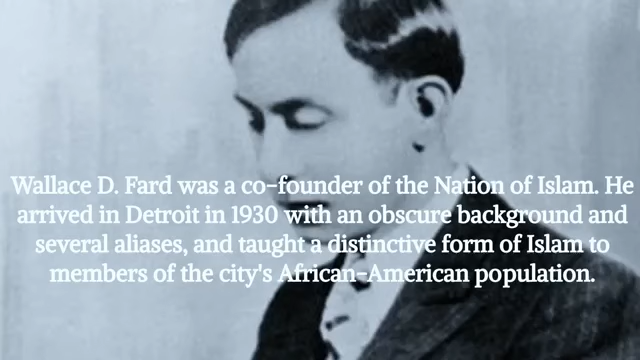 Wallace D. Fard was a co-founder of the Nation of Islam. He
arrived in Detroit in 1930 with an obscure background and
several aliases, and taught a distinctive form of Islam to
members of the city's African-American population.